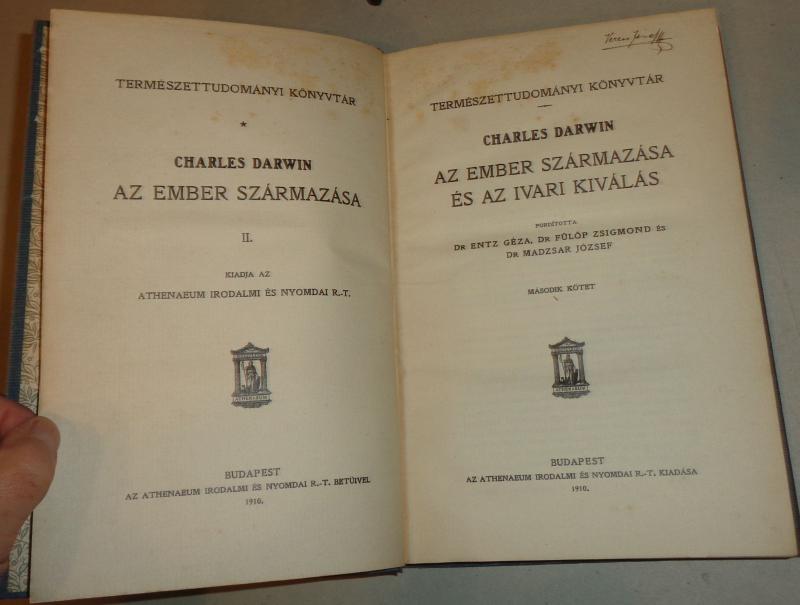 TERMÉSZETTUDOMÁNYI KÖNYVTÁR
*
CHARLES DARWIN
AZ EMBER SZÁRMAZÁSA
II.
KIADJA AZ
ATHENAEUM IRODALMI ÉS NYOMDAI R.-T.
ATHENAEUM
BUDAPEST
AZ ATHENAEUM IRODALMI ÉS NYOMDAI R.-T. BETŰIVEL
1910.
TERMÉSZETTUDOMÁNYI KÖNYVTÁR
CHARLES DARWIN
AZ EMBER SZÁRMAZÁSA
ÉS AZ IVARI KIVÁLÁS
FORDÍTOTTA
DR ENTZ GÉZA, DR FÜLÖP ZSIGMOND ÉS
DR MADZSAR JÓZSEF
MÁSODIK KÖTET
ATHENAEUM
BUDAPEST
AZ ATHENAEUM IRODALMI ÉS NYOMDAI R.-T. KIADÁSA
1910.